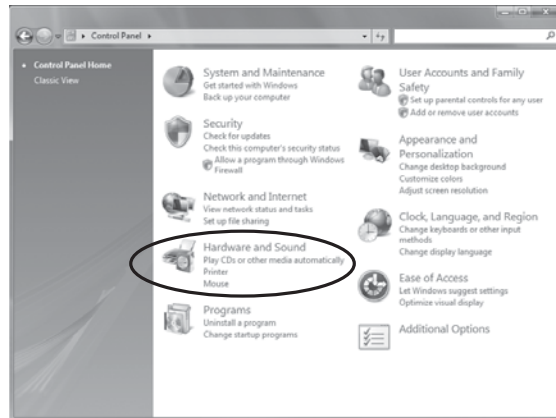 Control Panel
Control Panel Home
Classic View
System and Maintenance
Get started with Windows
Back up your computer
Security
Check for updates
Check this computer's security status
Allow a program through Windows
Firewall
Network and Internet
View network status and tasks
Set up file sharing
Hardware and Sound
Play CDs or other media automatically
Printer
Mouse
Programs
Uninstall a program
Change startup programs
User Accounts and Family
Safety
Set up parental controls for any user
Add or remove user accounts
Appearance and
Personalization
Change desktop background
Customize colors
Adjust screen resolution
Clock, Language, and Region
Change keyboards or other input
methods
Change display language
Ease of Access
Let Windows suggest settings
Optimize visual display
Additional Options